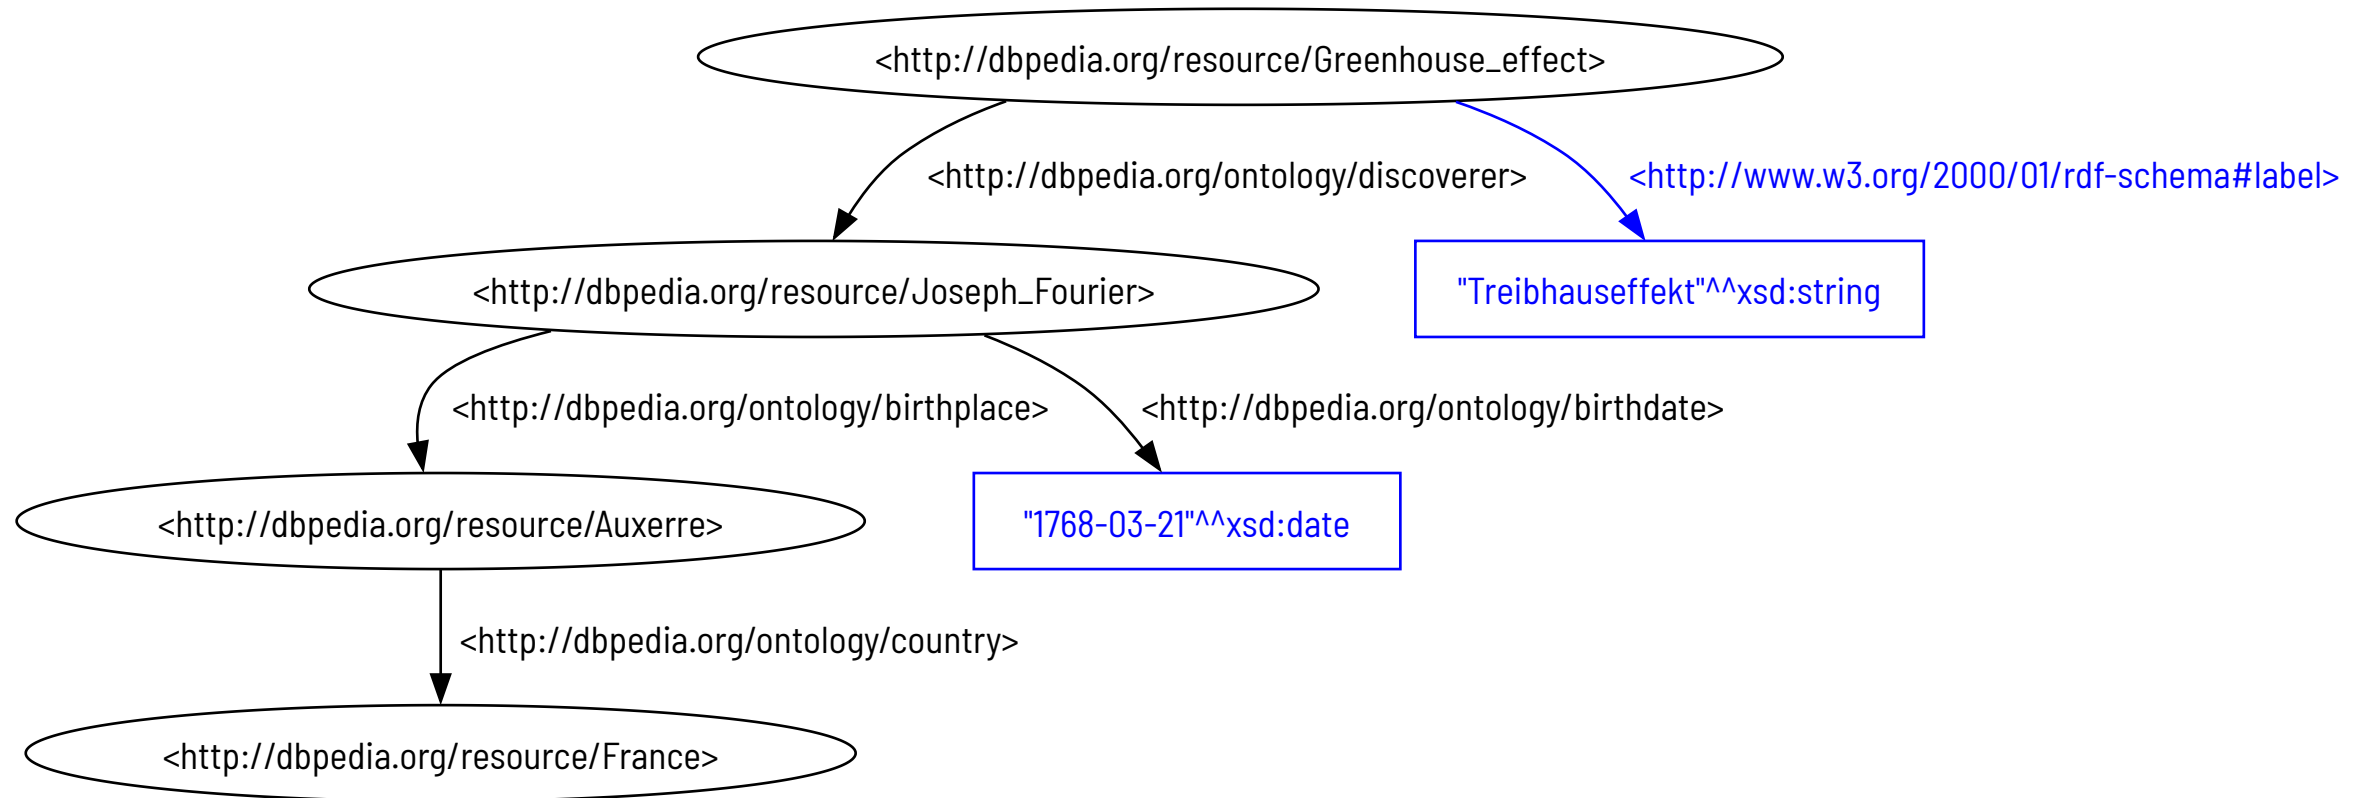 <http://dbpedia.org/resource/Greenhouse_effect>
<http://dbpedia.org/ontology/discoverer>
<http://www.w3.org/2000/01/rdf-schema#label>
<http://dbpedia.org/resource/Joseph_Fourier>
"Treibhauseffekt"^^xsd:string
<http://dbpedia.org/ontology/birthplace>
<http://dbpedia.org/ontology/birthdate>
<http://dbpedia.org/resource/Auxerre>
"1768-03-21"^^xsd:date
<http://dbpedia.org/ontology/country>
<http://dbpedia.org/resource/France>